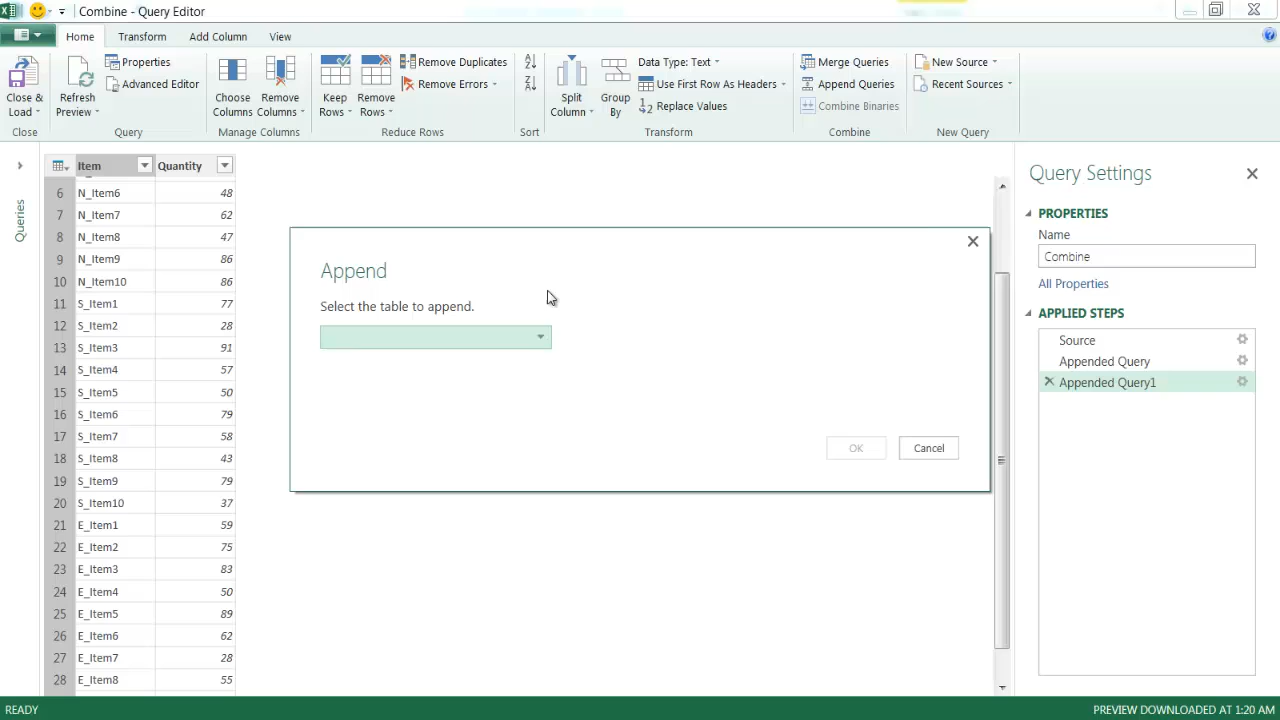 Combine - Query Editor
Home Transform Add Column View
Close & Load
Refresh Preview
Properties
Advanced Editor
Choose Columns
Remove Columns
Keep Rows
Remove Rows
Remove Duplicates
Remove Errors
Split Column
Group By
Data Type: Text
Use First Row As Headers
Replace Values
Merge Queries
Append Queries
Combine Binaries
New Source
Recent Sources
Close Query Manage Columns Reduce Rows Sort Transform Combine New Query
Queries
Item Quantity
6 N_Item6 48
7 N_Item7 62
8 N_Item8 47
9 N_Item9 86
10 N_Item10 86
11 S_Item1 77
12 S_Item2 28
13 S_Item3 91
14 S_Item4 57
15 S_Item5 50
16 S_Item6 79
17 S_Item7 58
18 S_Item8 43
19 S_Item9 79
20 S_Item10 37
21 E_Item1 59
22 E_Item2 75
23 E_Item3 83
24 E_Item4 50
25 E_Item5 89
26 E_Item6 62
27 E_Item7 28
28 E_Item8 55
Append
Select the table to append.
OK Cancel
Query Settings
PROPERTIES
Name
Combine
All Properties
APPLIED STEPS
Source
Appended Query
Appended Query1
READY
PREVIEW DOWNLOADED AT 1:20 AM